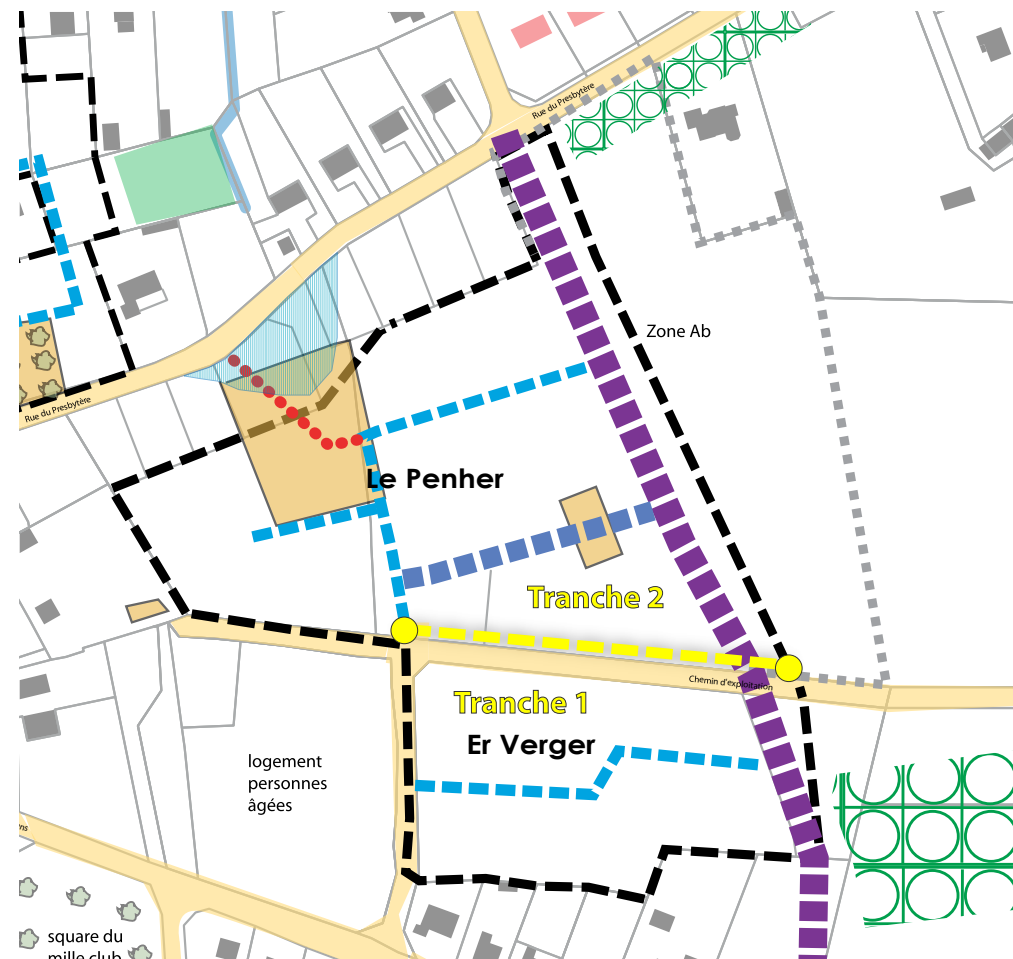 Rue du Presbytère
Zone Ab
Rue du Presbytère
Le Penher
Tranche 2
Chemin d'exploitation
Tranche 1
Er Verger
logement
personnes
âgées
square du
mille club